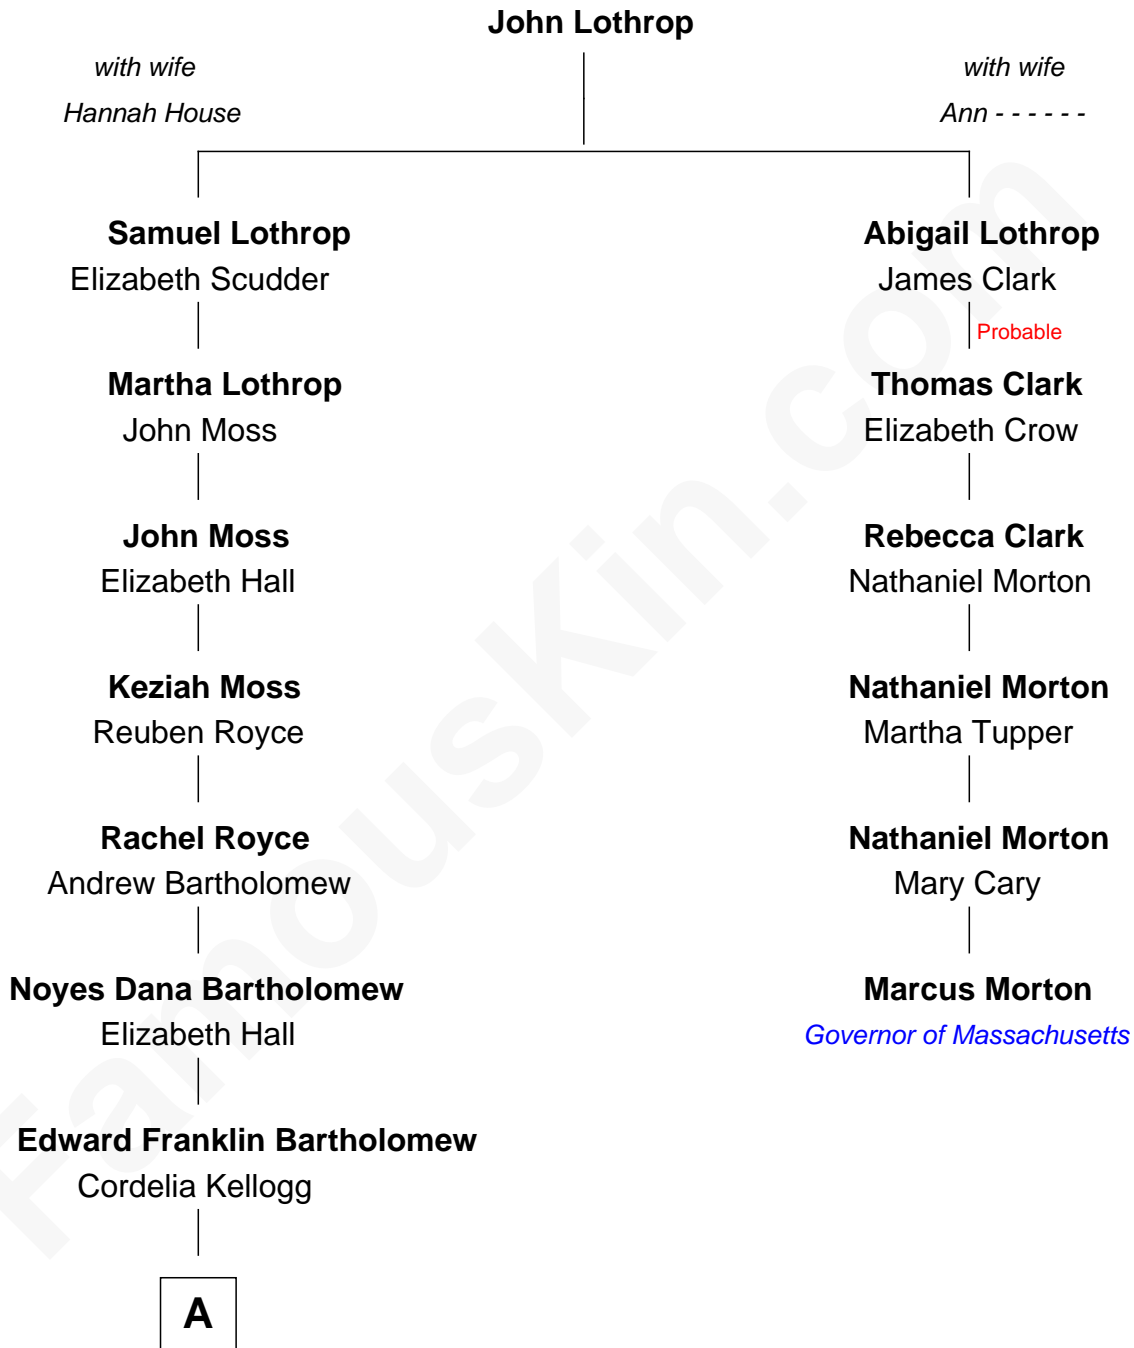 John Lothrop
with wife
Hannah House
with wife
Ann - - - - - -
Samuel Lothrop
Elizabeth Scudder
Abigail Lothrop
James Clark
Probable
Martha Lothrop
John Moss
Thomas Clark
Elizabeth Crow
John Moss
Elizabeth Hall
Rebecca Clark
Nathaniel Morton
Keziah Moss
Reuben Royce
Nathaniel Morton
Martha Tupper
Rachel Royce
Andrew Bartholomew
Nathaniel Morton
Mary Cary
Noyes Dana Bartholomew
Elizabeth Hall
Marcus Morton
Governor of Massachusetts
Edward Franklin Bartholomew
Cordelia Kellogg
A
FamousKin.com